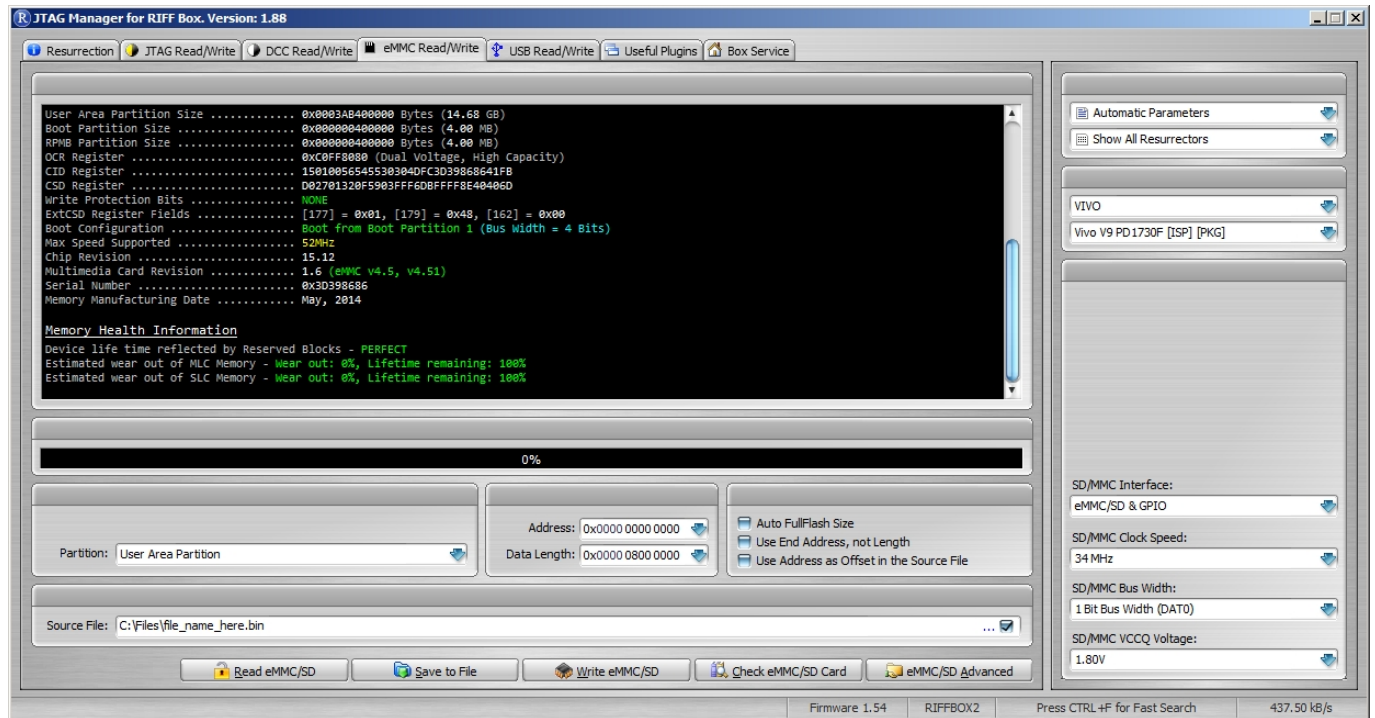 JTAG Manager for RIFF Box. Version: 1.88
Resurrection JTAG Read/Write DCC Read/Write eMMC Read/Write USB Read/Write Useful Plugins Box Service
User Area Partition Size ............. 0x0003AB400000 Bytes (14.68 GB)
Boot Partition Size .................. 0x000000400000 Bytes (4.00 MB)
RPMB Partition Size .................. 0x000000400000 Bytes (4.00 MB)
OCR Register ......................... 0xC0FF8080 (Dual Voltage, High Capacity)
CID Register ......................... 15010056545530304DFC3D39868641FB
CSD Register ......................... D02701320F5903FFF6DBFFFF8E40406D
Write Protection Bits ................ NONE
ExtCSD Register Fields ............... [177] = 0x01, [179] = 0x48, [162] = 0x00
Boot Configuration ................... Boot from Boot Partition 1 (Bus Width = 4 Bits)
Max Speed Supported .................. 52MHz
Chip Revision ........................ 15.12
Multimedia Card Revision ............. 1.6 (eMMC v4.5, v4.51)
Serial Number ........................ 0x3D398686
Memory Manufacturing Date ............ May, 2014
Memory Health Information
Device life time reflected by Reserved Blocks - PERFECT
Estimated wear out of MLC Memory - Wear out: 0%, Lifetime remaining: 100%
Estimated wear out of SLC Memory - Wear out: 0%, Lifetime remaining: 100%
0%
Partition: User Area Partition
Address: 0x0000 0000 0000
Data Length: 0x0000 0800 0000
Auto FullFlash Size
Use End Address, not Length
Use Address as Offset in the Source File
Source File: C:\Files\file_name_here.bin ...
Read eMMC/SD Save to File Write eMMC/SD Check eMMC/SD Card eMMC/SD Advanced
Automatic Parameters
Show All Resurrectors
VIVO
Vivo V9 PD1730F [ISP] [PKG]
SD/MMC Interface:
eMMC/SD & GPIO
SD/MMC Clock Speed:
34 MHz
SD/MMC Bus Width:
1 Bit Bus Width (DAT0)
SD/MMC VCCQ Voltage:
1.80V
Firmware 1.54 RIFFBOX2 Press CTRL+F for Fast Search 437.50 kB/s